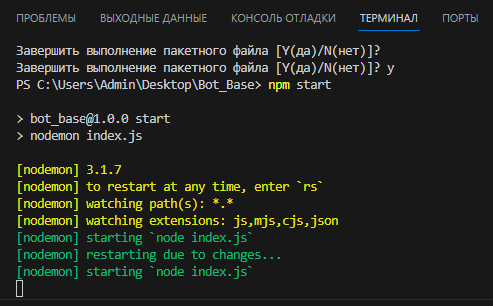 ПРОБЛЕМЫ ВЫХОДНЫЕ ДАННЫЕ КОНСОЛЬ ОТЛАДКИ ТЕРМИНАЛ ПОРТЫ
Завершить выполнение пакетного файла [Y(да)/N(нет)]?
Завершить выполнение пакетного файла [Y(да)/N(нет)]? y
PS C:\Users\Admin\Desktop\Bot_Base> npm start
> bot_base@1.0.0 start
> nodemon index.js
[nodemon] 3.1.7
[nodemon] to restart at any time, enter `rs`
[nodemon] watching path(s): *.*
[nodemon] watching extensions: js,mjs,cjs,json
[nodemon] starting `node index.js`
[nodemon] restarting due to changes...
[nodemon] starting `node index.js`